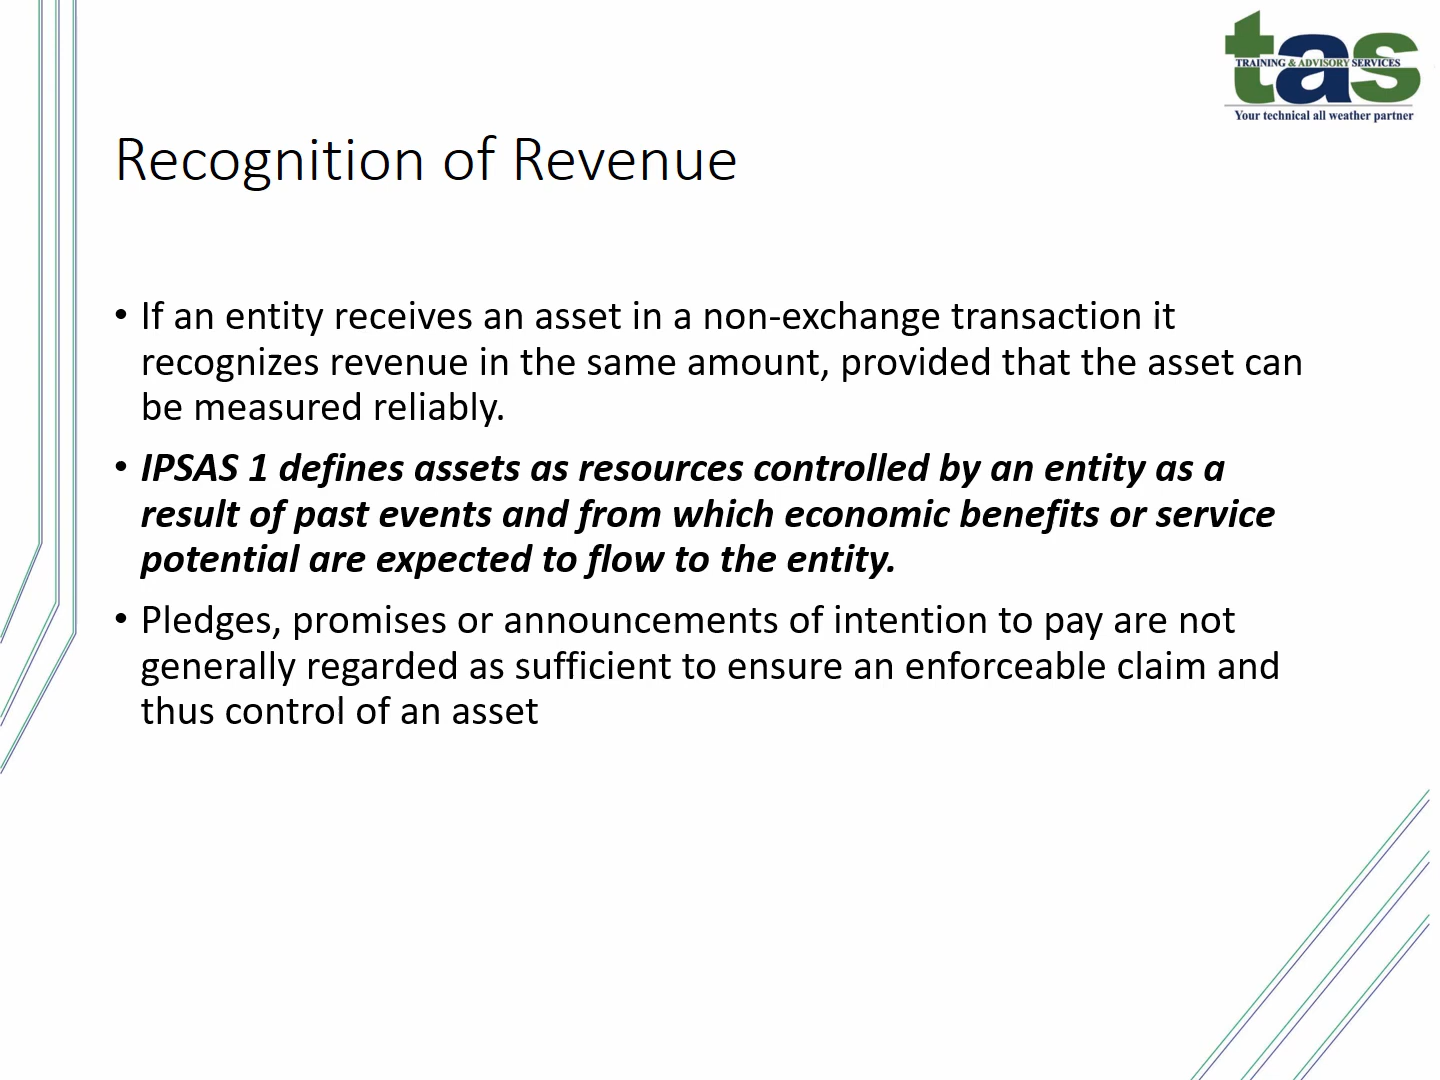 tas
TRAINING & ADVISORY SERVICES
Your technical all weather partner
Recognition of Revenue
• If an entity receives an asset in a non-exchange transaction it
recognizes revenue in the same amount, provided that the asset can
be measured reliably.
• IPSAS 1 defines assets as resources controlled by an entity as a
result of past events and from which economic benefits or service
potential are expected to flow to the entity.
• Pledges, promises or announcements of intention to pay are not
generally regarded as sufficient to ensure an enforceable claim and
thus control of an asset